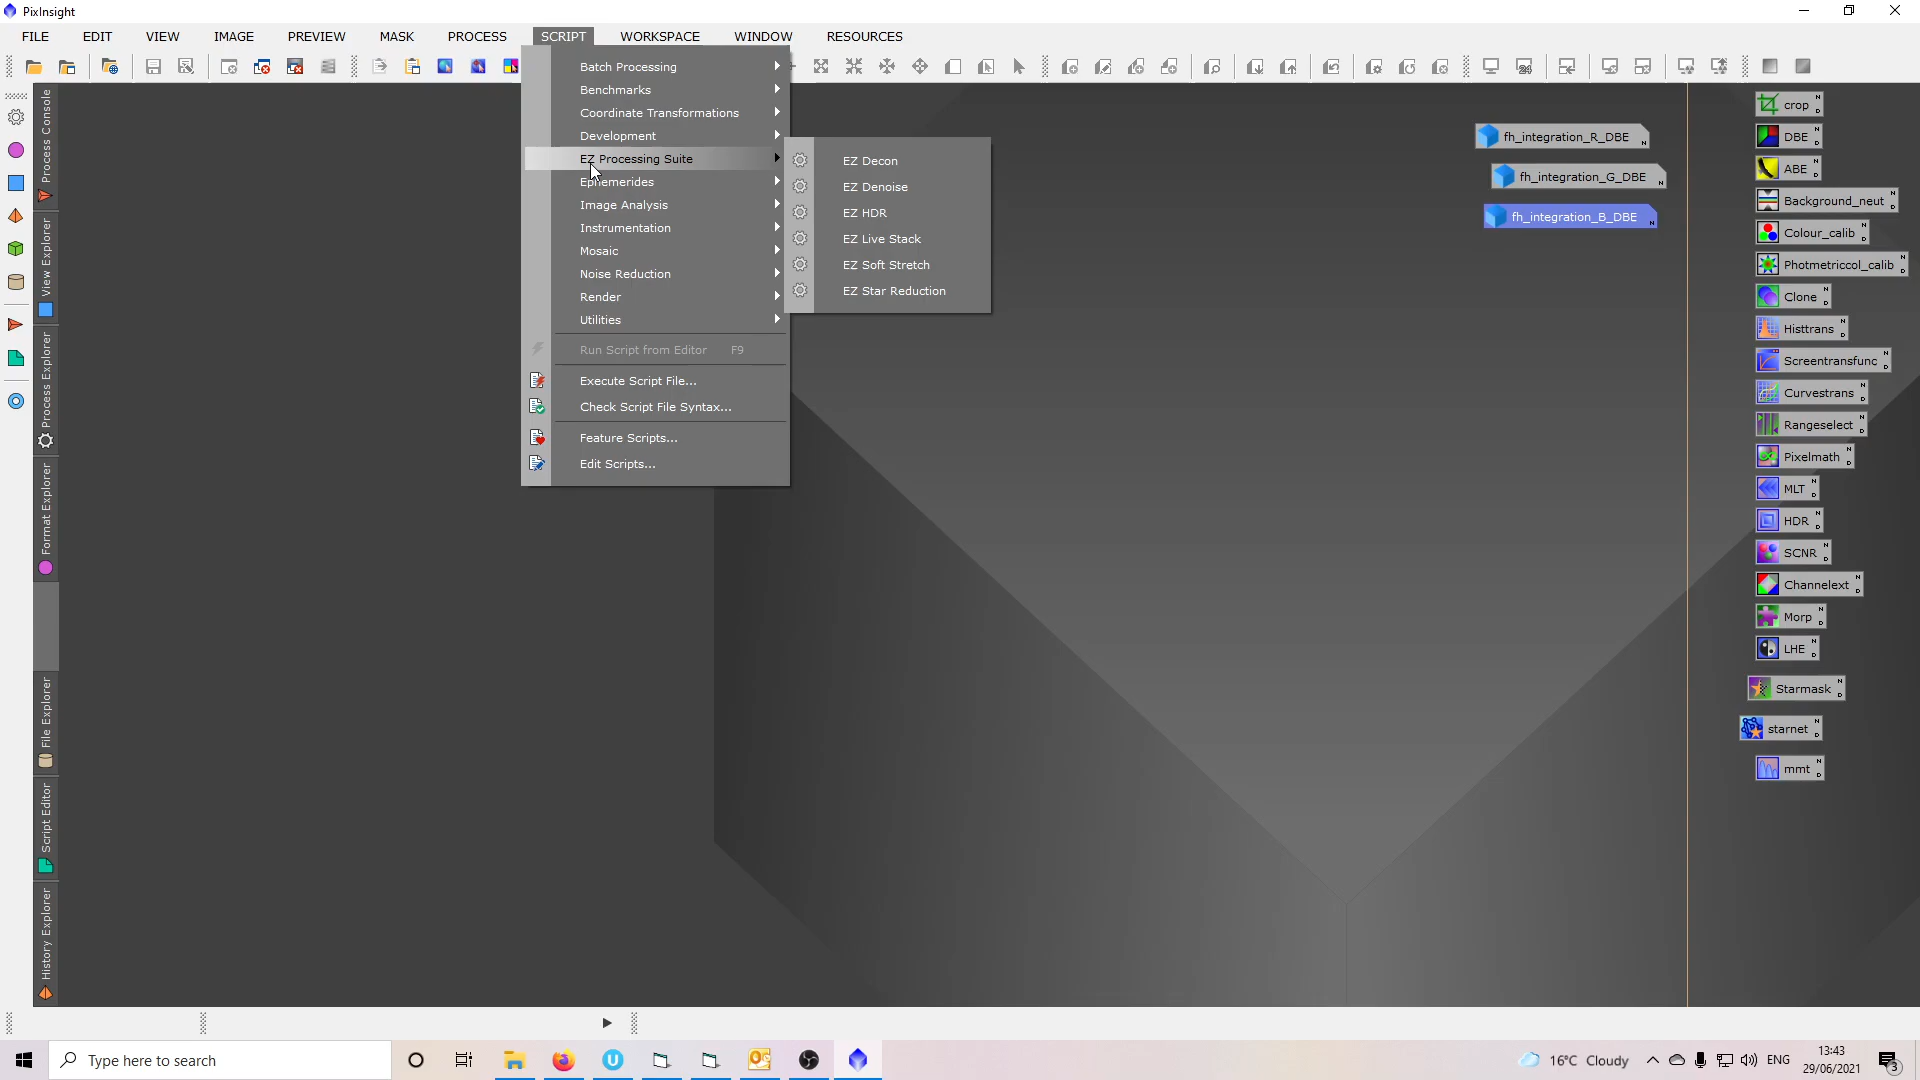 PixInsight
FILE
EDIT
VIEW
IMAGE
PREVIEW
MASK
PROCESS
SCRIPT
WORKSPACE
WINDOW
RESOURCES
Batch Processing
Benchmarks
Coordinate Transformations
Development
EZ Processing Suite
Ephemerides
Image Analysis
Instrumentation
Mosaic
Noise Reduction
Render
Utilities
Run Script from Editor F9
Execute Script File...
Check Script File Syntax...
Feature Scripts...
Edit Scripts...
EZ Decon
EZ Denoise
EZ HDR
EZ Live Stack
EZ Soft Stretch
EZ Star Reduction
Process Console
View Explorer
Process Explorer
Format Explorer
File Explorer
Script Editor
History Explorer
fh_integration_R_DBE
fh_integration_G_DBE
fh_integration_B_DBE
crop
DBE
ABE
Background_neut
Colour_calib
Photmetriccol_calib
Clone
Histtrans
Screentransfunc
Curvestrans
Rangeselect
Pixelmath
MLT
HDR
SCNR
Channelext
Morp
LHE
Starmask
starnet
mmt
Type here to search
16°C Cloudy
ENG
13:43
29/06/2021
3